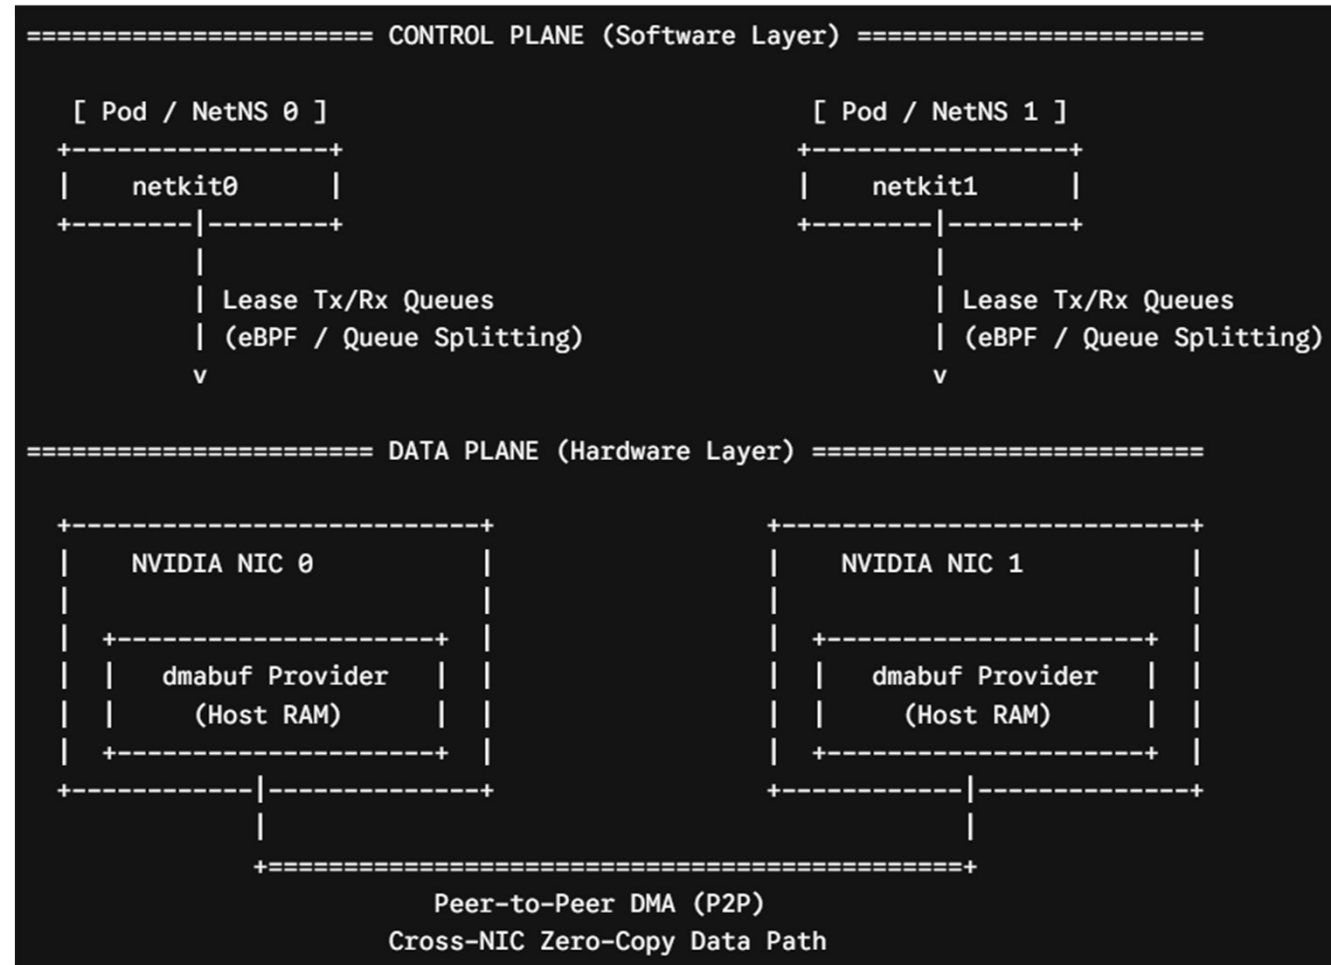 ======================= CONTROL PLANE (Software Layer) =======================
[ Pod / NetNS 0 ] [ Pod / NetNS 1 ]
netkit0 netkit1
Lease Tx/Rx Queues Lease Tx/Rx Queues
(eBPF / Queue Splitting) (eBPF / Queue Splitting)
v v
======================= DATA PLANE (Hardware Layer) ==========================
NVIDIA NIC 0 NVIDIA NIC 1
dmabuf Provider dmabuf Provider
(Host RAM) (Host RAM)
Peer-to-Peer DMA (P2P)
Cross-NIC Zero-Copy Data Path